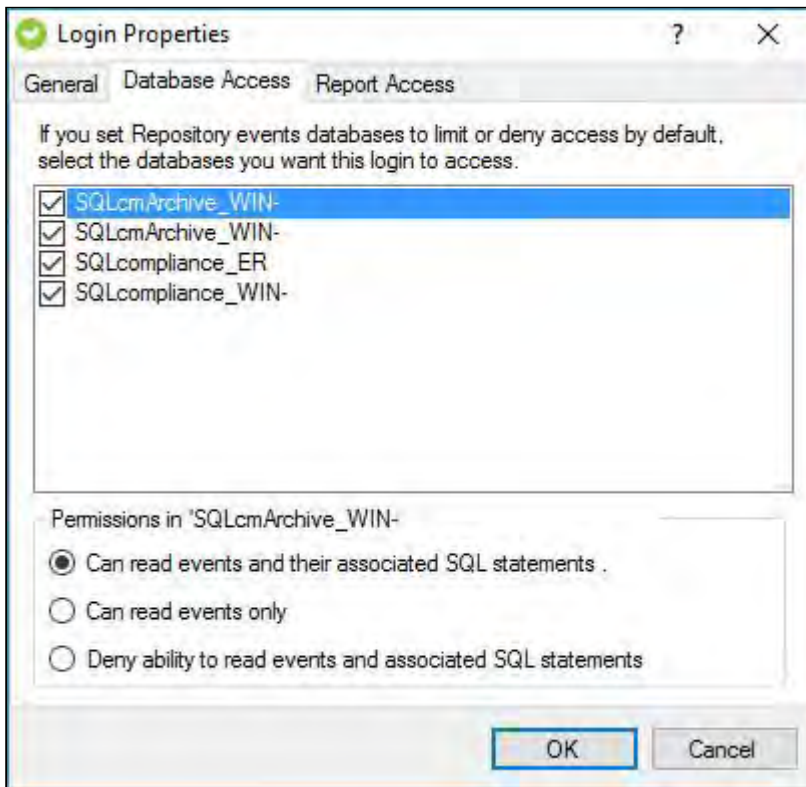 Login Properties
?
General
Database Access
Report Access
If you set Repository events databases to limit or deny access by default,
select the databases you want this login to access.
SQLcmArchive_WIN-
SQLcmArchive_WIN-
SQLcompliance_ER
SQLcompliance_WIN-
Permissions in 'SQLcmArchive_WIN-
Can read events and their associated SQL statements .
Can read events only
Deny ability to read events and associated SQL statements
OK
Cancel